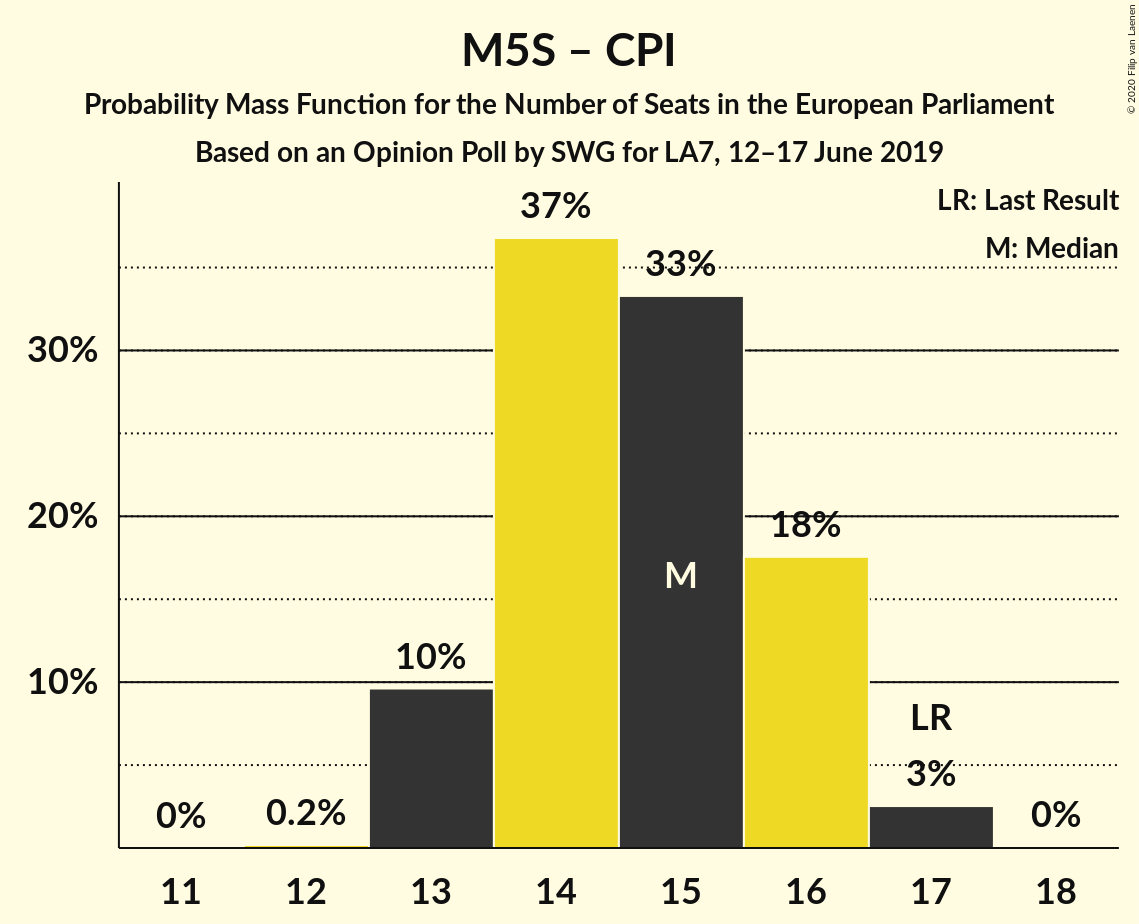 M5S – CPI
Probability Mass Function for the Number of Seats in the European Parliament
Based on an Opinion Poll by SWG for LA7, 12–17 June 2019
© 2020 Filip van Laenen
LR: Last Result
M: Median
37%
33%
30%
20%
18%
M
10%
10%
LR
3%
0%
0.2%
0%
11 12 13 14 15 16 17 18